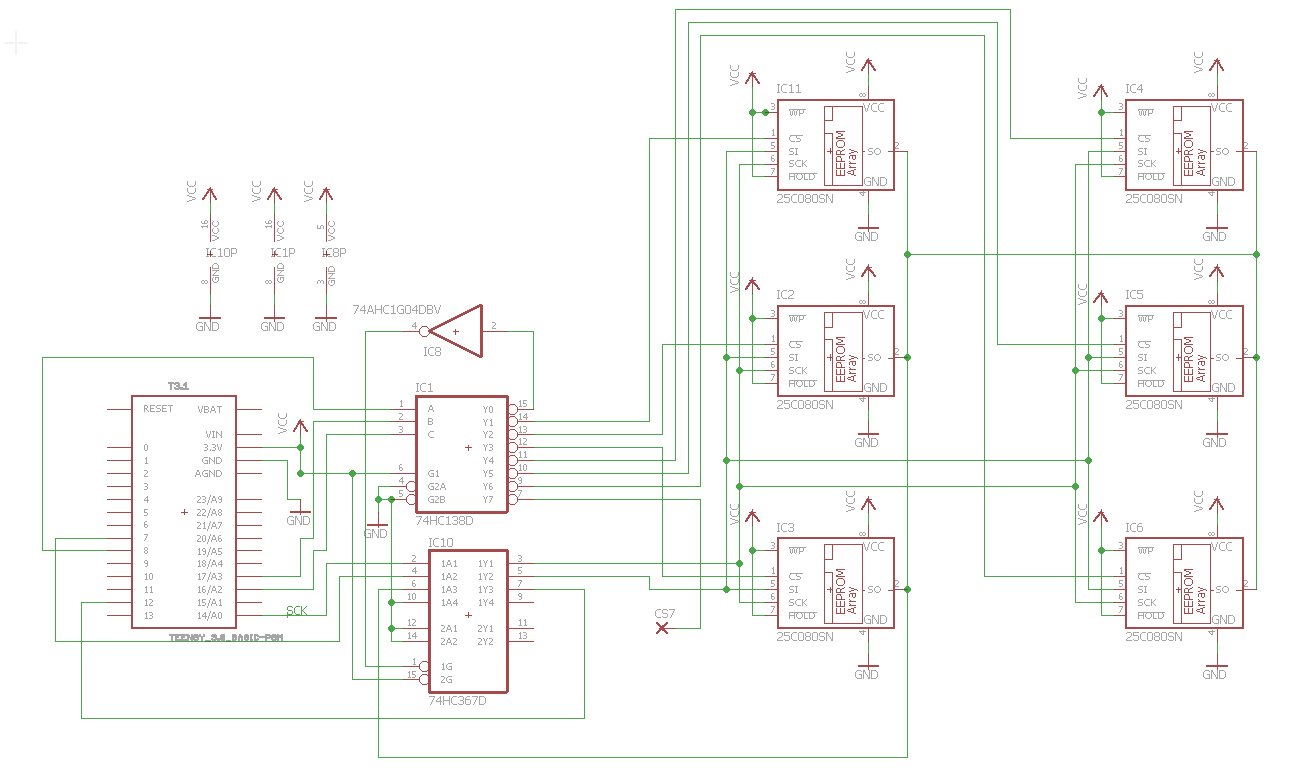 VCC
VCC
VCC
VCC
IC11
IC4
8
VCC
8
VCC
3 WP
1 CS
5 SI
6 SCK
7 HOLD
EEPROM
Array
SO 2
GND
4
25C080SN
GND
3 WP
1 CS
5 SI
6 SCK
7 HOLD
EEPROM
Array
SO 2
GND
4
25C080SN
GND
VCC
VCC
VCC
16
VCC
16
VCC
5
VCC
IC10P
IC1P
IC8P
8
GND
8
GND
3
GND
GND
GND
GND
VCC
VCC
VCC
VCC
IC2
IC5
8
VCC
8
VCC
3 WP
1 CS
5 SI
6 SCK
7 HOLD
EEPROM
Array
SO 2
GND
4
25C080SN
GND
3 WP
1 CS
5 SI
6 SCK
7 HOLD
EEPROM
Array
SO 2
GND
4
25C080SN
GND
74AHC1G04DBV
4
2
IC8
T3.1
RESET VBAT
VIN
0 3.3V
1 GND
2 AGND
3
4 23/A9
5 22/A8
6 21/A7
7 20/A6
8 19/A5
9 18/A4
10 17/A3
11 16/A2
12 15/A1
13 14/A0
SCK
TEENSY_3.0_BASIC-PGM
VCC
GND
GND
IC1
1 A Y0 15
2 B Y1 14
3 C Y2 13
Y3 12
Y4 11
6 G1 Y5 10
4 G2A Y6 9
5 G2B Y7 7
74HC138D
IC10
2 1A1 1Y1 3
4 1A2 1Y2 5
6 1A3 1Y3 7
10 1A4 1Y4 9
12 2A1 2Y1 11
14 2A2 2Y2 13
1 1G
15 2G
74HC367D
CS7
VCC
VCC
VCC
VCC
IC3
IC6
8
VCC
8
VCC
3 WP
1 CS
5 SI
6 SCK
7 HOLD
EEPROM
Array
SO 2
GND
4
25C080SN
GND
3 WP
1 CS
5 SI
6 SCK
7 HOLD
EEPROM
Array
SO 2
GND
4
25C080SN
GND